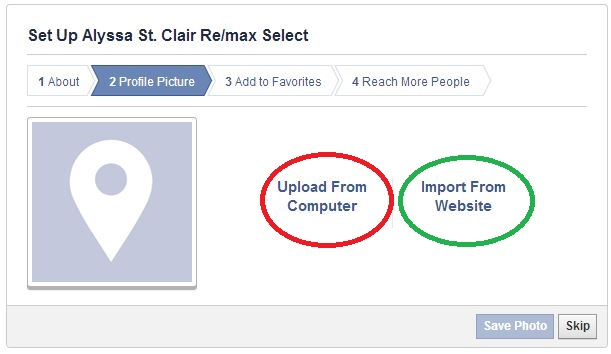 Set Up Alyssa St. Clair Re/max Select
1 About 2 Profile Picture 3 Add to Favorites 4 Reach More People
Upload From Computer
Import From Website
Save Photo Skip